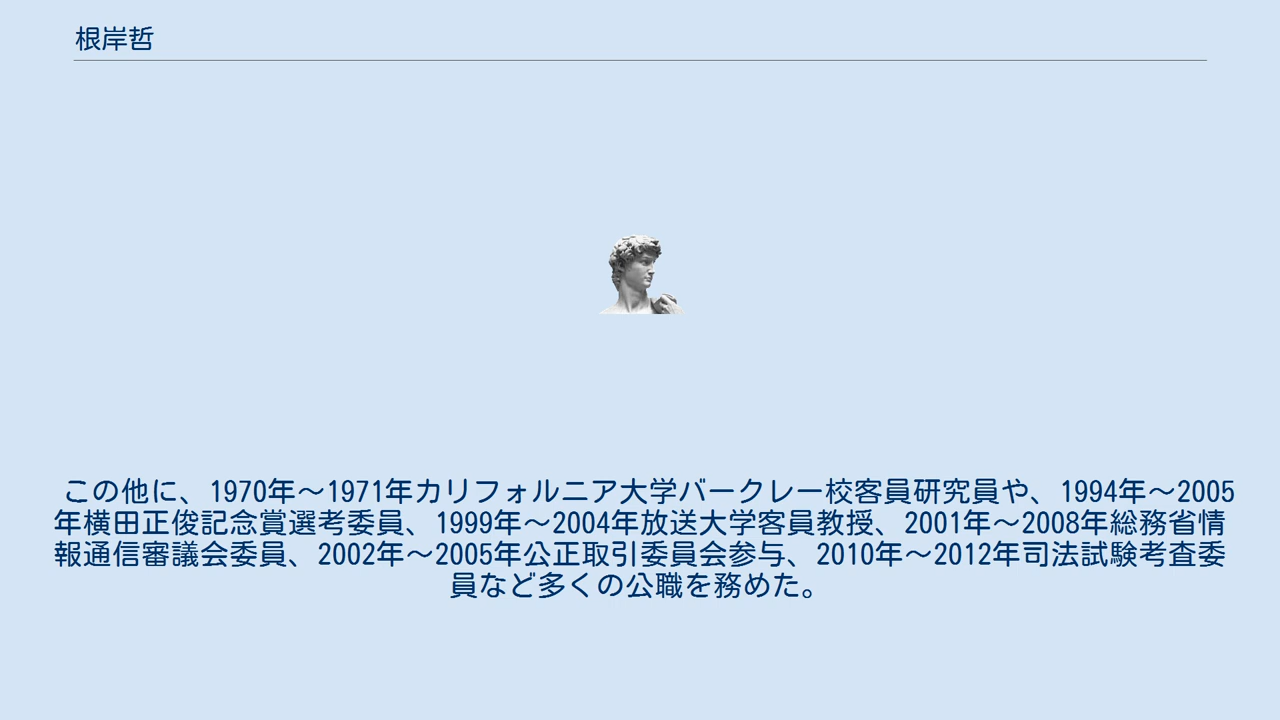 根岸哲
この他に、1970年〜1971年カリフォルニア大学バークレー校客員研究員や、1994年〜2005
年横田正俊記念賞選考委員、1999年〜2004年放送大学客員教授、2001年〜2008年総務省情
報通信審議会委員、2002年〜2005年公正取引委員会参与、2010年〜2012年司法試験考査委
員など多くの公職を務めた。